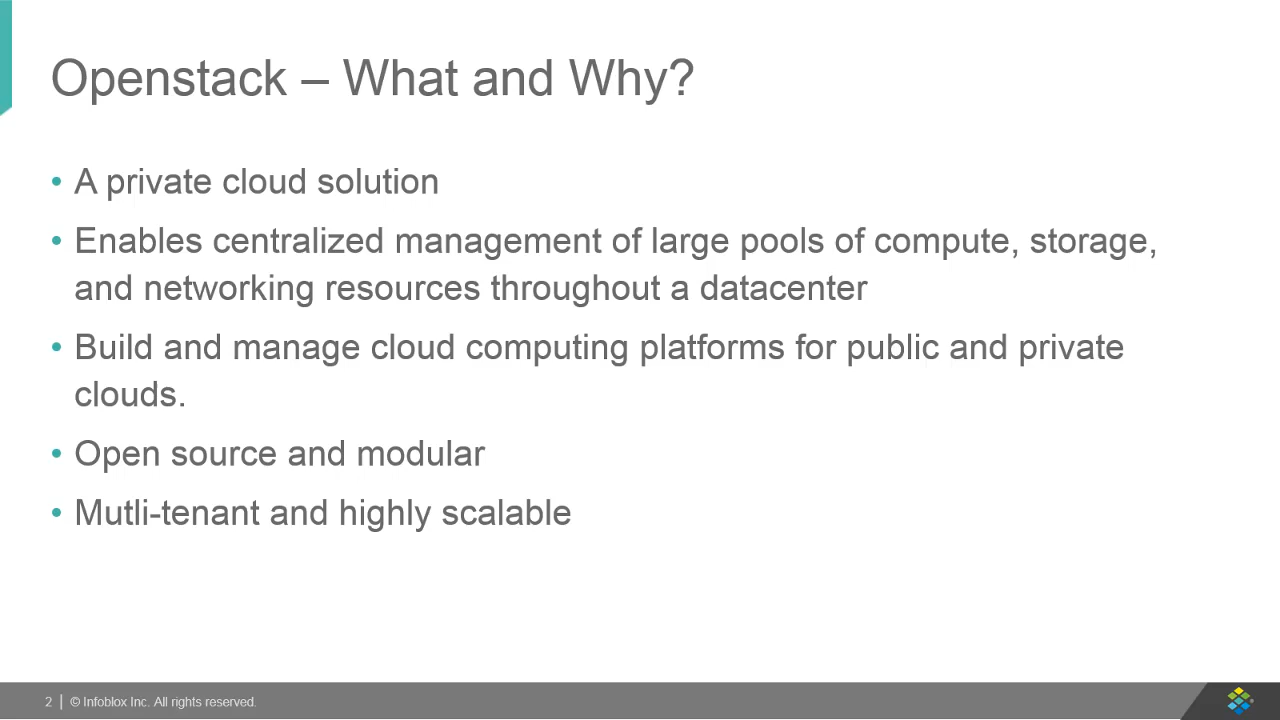 Openstack – What and Why?
• A private cloud solution
• Enables centralized management of large pools of compute, storage,
and networking resources throughout a datacenter
• Build and manage cloud computing platforms for public and private
clouds.
• Open source and modular
• Mutli-tenant and highly scalable
2 | © Infoblox Inc. All rights reserved.